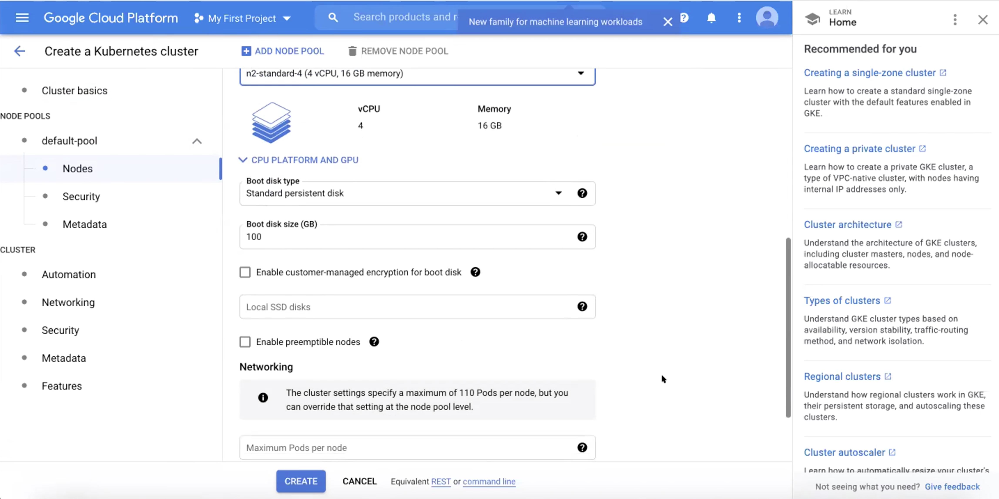 Google Cloud Platform
My First Project
Search products and r
New family for machine learning workloads
LEARN
Home
Create a Kubernetes cluster
ADD NODE POOL
REMOVE NODE POOL
Cluster basics
NODE POOLS
default-pool
Nodes
Security
Metadata
CLUSTER
Automation
Networking
Security
Metadata
Features
n2-standard-4 (4 vCPU, 16 GB memory)
vCPU
4
Memory
16 GB
CPU PLATFORM AND GPU
Boot disk type
Standard persistent disk
Boot disk size (GB)
100
Enable customer-managed encryption for boot disk
Local SSD disks
Enable preemptible nodes
Networking
The cluster settings specify a maximum of 110 Pods per node, but you
can override that setting at the node pool level.
Maximum Pods per node
CREATE
CANCEL
Equivalent REST or command line
Recommended for you
Creating a single-zone cluster
Learn how to create a standard single-zone
cluster with the default features enabled in
GKE.
Creating a private cluster
Learn how to create a private GKE cluster, a
type of VPC-native cluster, with nodes having
internal IP addresses only.
Cluster architecture
Understand the architecture of GKE clusters,
including cluster masters, nodes, and node-
allocatable resources.
Types of clusters
Understand GKE cluster types based on
availability, version stability, traffic-routing
method, and network isolation.
Regional clusters
Understand how regional clusters work in GKE,
their persistent storage, and autoscaling these
clusters.
Cluster autoscaler
Learn how to automatically resize your cluster's
Not seeing what you need? Give feedback